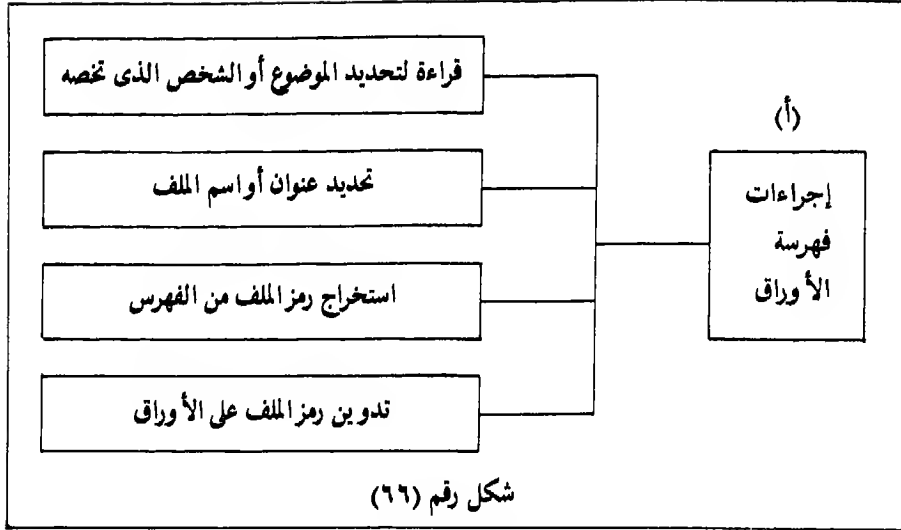 (أ)
إجراءات
فهرسة
الأوراق
قراءة لتحديد الموضوع أو الشخص الذى تخصه
تحديد عنوان أو اسم الملف
استخراج رمز الملف من الفهرس
تدوين رمز الملف على الأوراق
شكل رقم (٦٦)